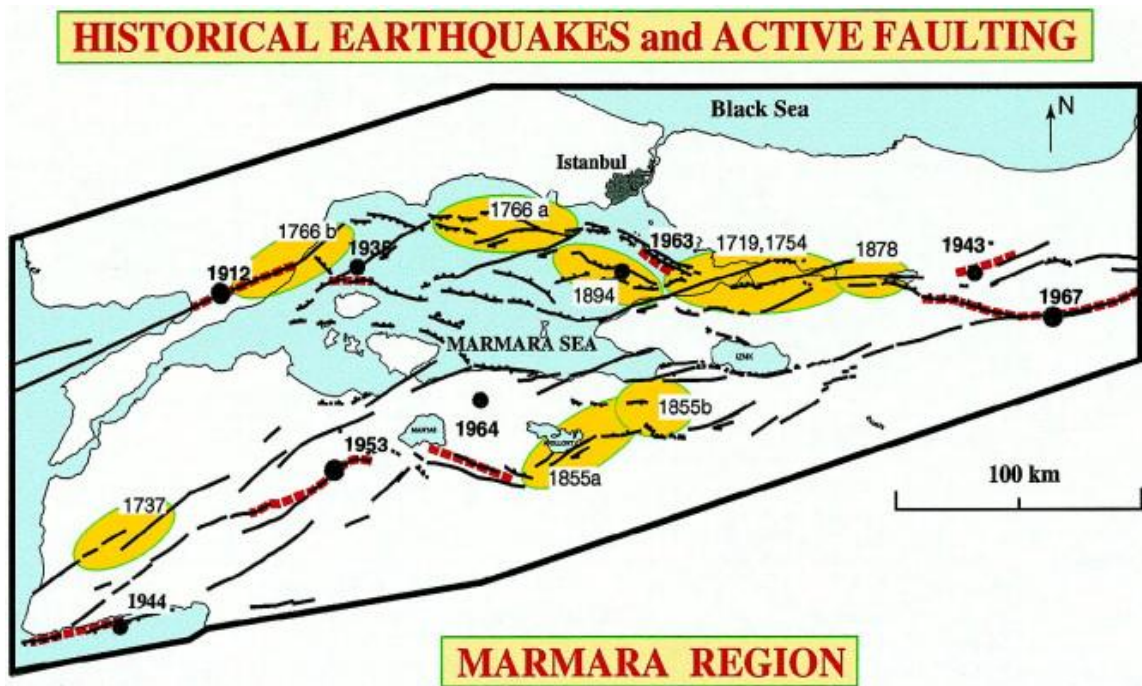 HISTORICAL EARTHQUAKES and ACTIVE FAULTING
Black Sea
N
Istanbul
1766 a
1766 b
1935
1963
1719,1754
1878
1943
1912
1894
1967
MARMARA SEA
IZNIK
1855b
1964
MANYAS
1953
1855a
100 km
1737
1944
MARMARA REGION